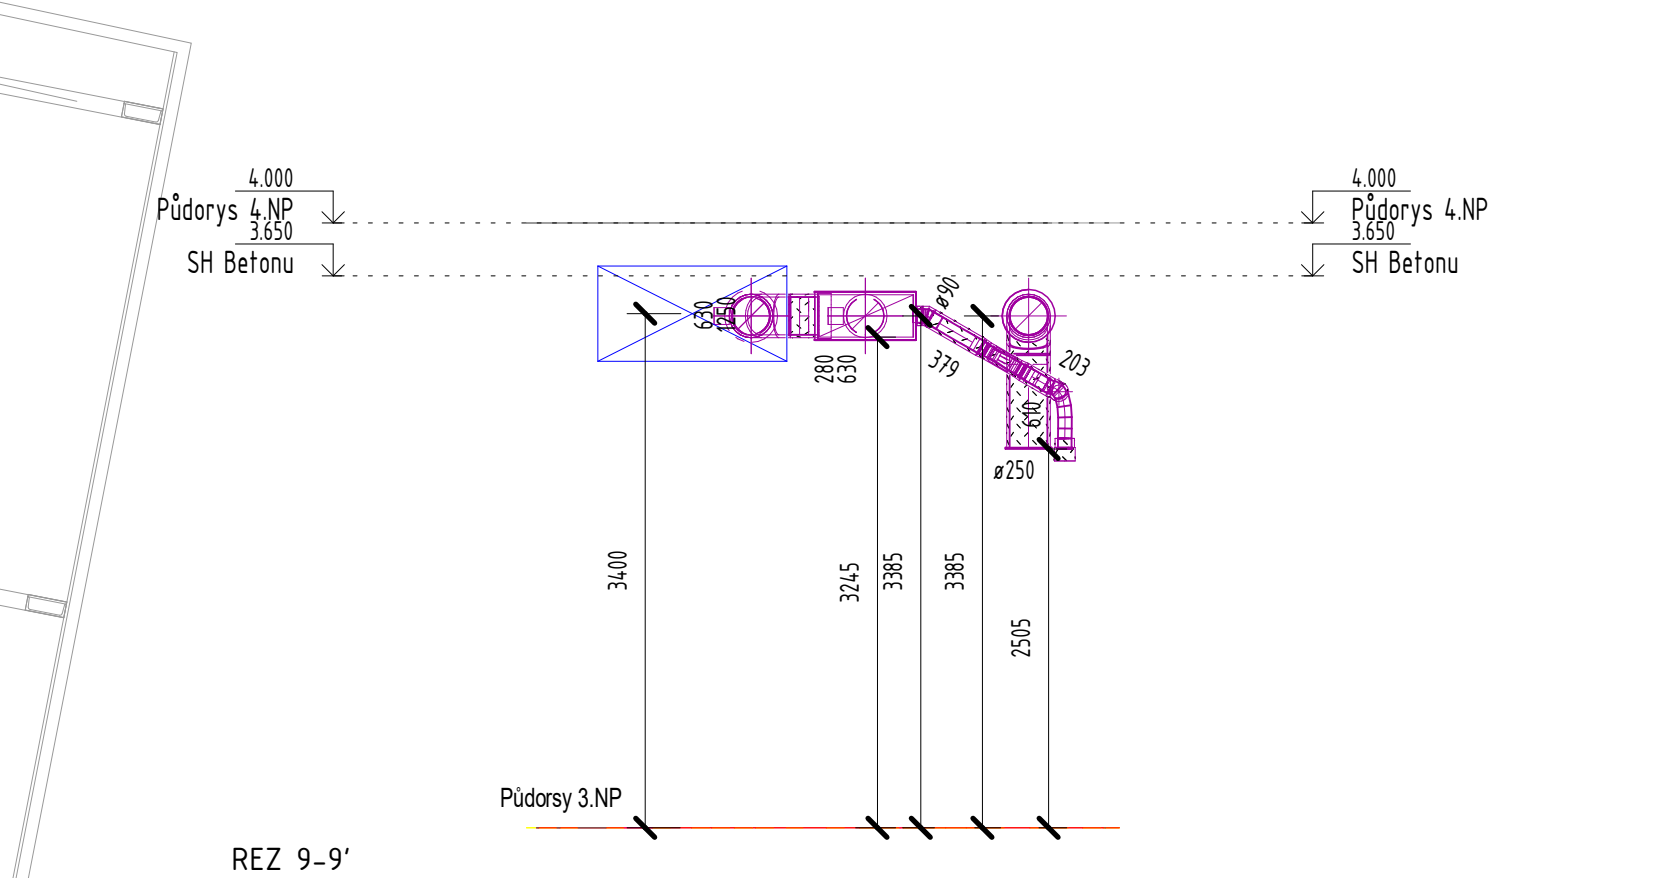 4.000
Půdorys 4.NP
3.650
SH Betonu
4.000
Půdorys 4.NP
3.650
SH Betonu
630
1250
280
630
ø90
379
203
610
ø250
3400
3245
3385
3385
2505
Půdorsy 3.NP
REZ 9-9'